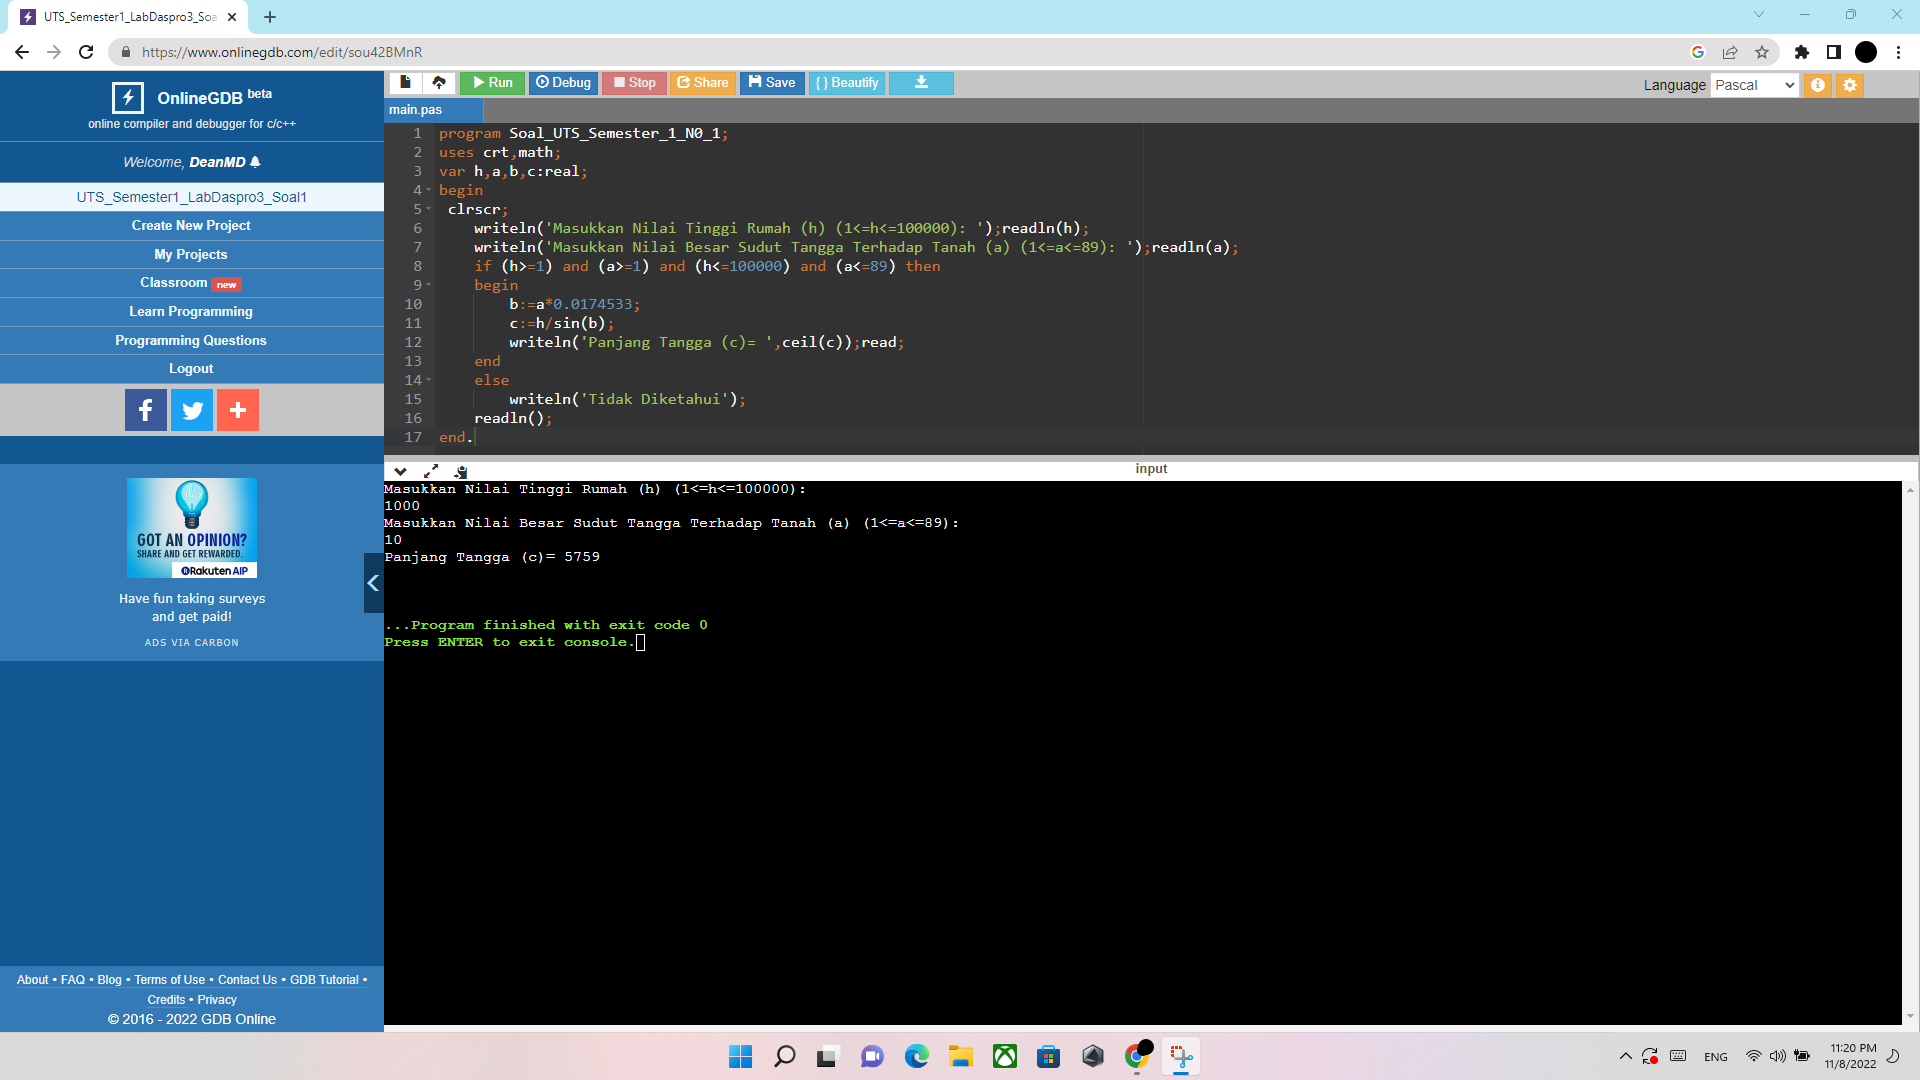 UTS_Semester1_LabDaspro3_Soa
https://www.onlinegdb.com/edit/sou42BMnR
OnlineGDB beta
online compiler and debugger for c/c++
Welcome, DeanMD
UTS_Semester1_LabDaspro3_Soal1
Create New Project
My Projects
Classroom new
Learn Programming
Programming Questions
Logout
GOT AN OPINION?
SHARE AND GET REWARDED.
Rakuten AIP
Have fun taking surveys
and get paid!
ADS VIA CARBON
About • FAQ • Blog • Terms of Use • Contact Us • GDB Tutorial •
Credits • Privacy
© 2016 - 2022 GDB Online
Run Debug Stop Share Save { } Beautify
Language Pascal
main.pas
1 program Soal_UTS_Semester_1_N0_1;
2 uses crt,math;
3 var h,a,b,c:real;
4 begin
5 clrscr;
6 writeln('Masukkan Nilai Tinggi Rumah (h) (1<=h<=100000): ');readln(h);
7 writeln('Masukkan Nilai Besar Sudut Tangga Terhadap Tanah (a) (1<=a<=89): ');readln(a);
8 if (h>=1) and (a>=1) and (h<=100000) and (a<=89) then
9 begin
10 b:=a*0.0174533;
11 c:=h/sin(b);
12 writeln('Panjang Tangga (c)= ',ceil(c));read;
13 end
14 else
15 writeln('Tidak Diketahui');
16 readln();
17 end.
input
Masukkan Nilai Tinggi Rumah (h) (1<=h<=100000):
1000
Masukkan Nilai Besar Sudut Tangga Terhadap Tanah (a) (1<=a<=89):
10
Panjang Tangga (c)= 5759
...Program finished with exit code 0
Press ENTER to exit console.
ENG
11:20 PM
11/8/2022